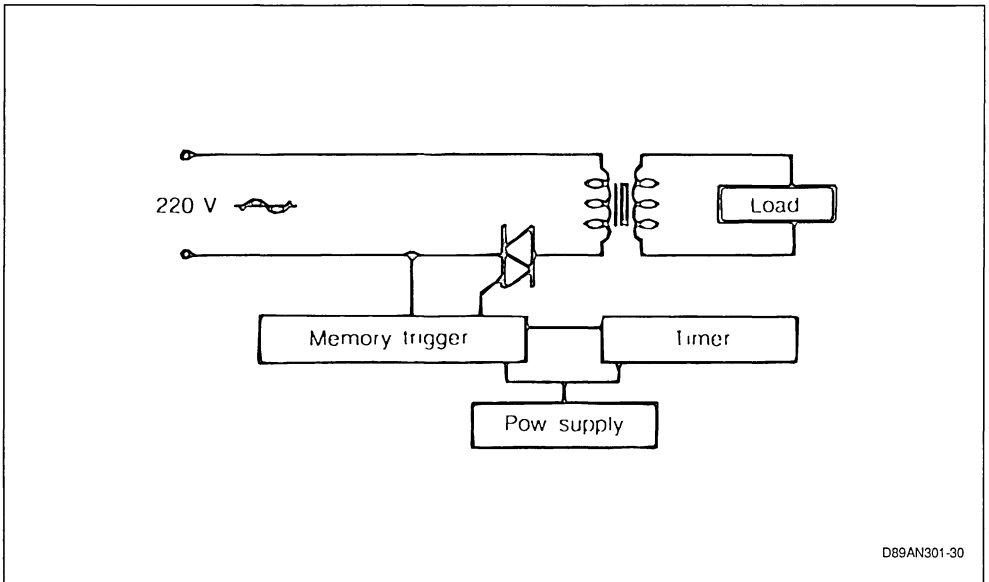 220 V
Load
Memory trigger
Timer
Pow supply
D89AN301-30